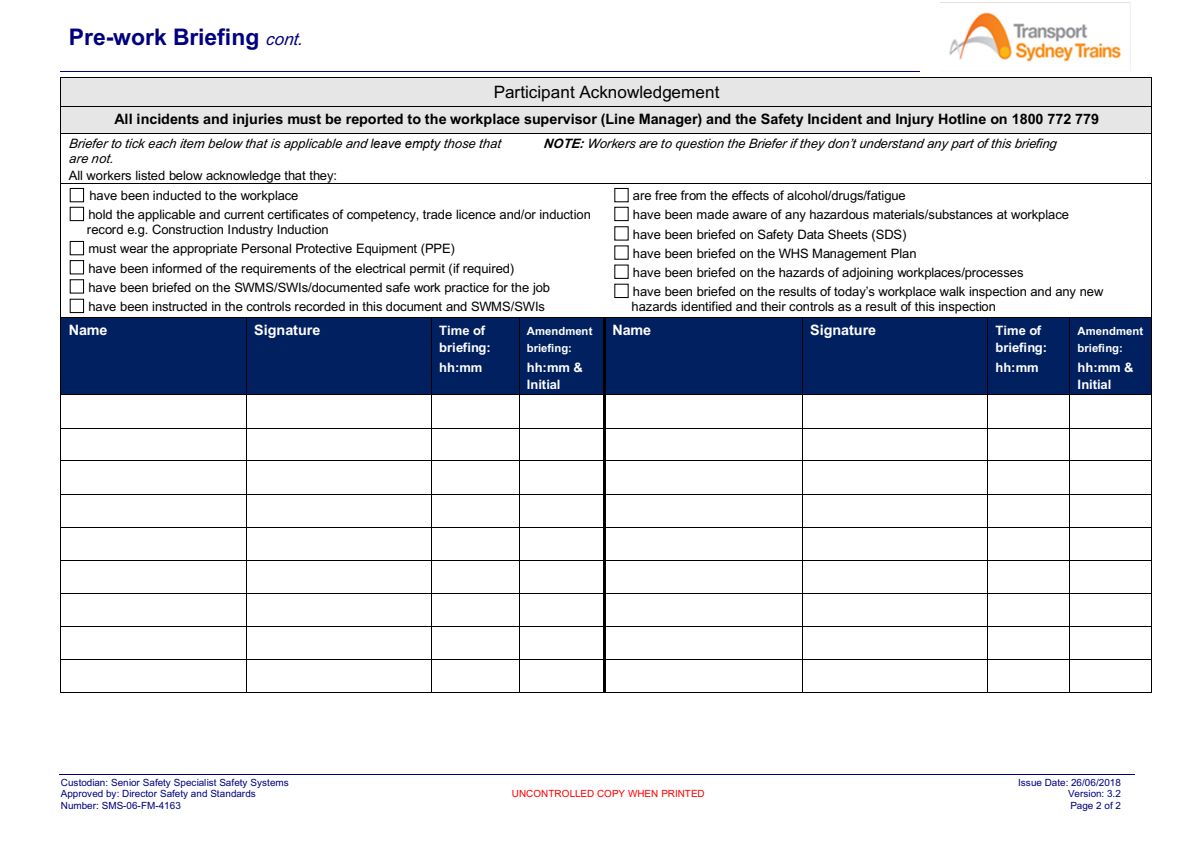 Pre-work Briefing cont.
Transport
Sydney Trains
Participant Acknowledgement
All incidents and injuries must be reported to the workplace supervisor (Line Manager) and the Safety Incident and Injury Hotline on 1800 772 779
Briefer to tick each item below that is applicable and leave empty those that
are not.
NOTE: Workers are to question the Briefer if they don't understand any part of this briefing
All workers listed below acknowledge that they:
have been inducted to the workplace
hold the applicable and current certificates of competency, trade licence and/or induction
record e.g. Construction Industry Induction
must wear the appropriate Personal Protective Equipment (PPE)
have been informed of the requirements of the electrical permit (if required)
have been briefed on the SWMS/SWIs/documented safe work practice for the job
have been instructed in the controls recorded in this document and SWMS/SWIs
are free from the effects of alcohol/drugs/fatigue
have been made aware of any hazardous materials/substances at workplace
have been briefed on Safety Data Sheets (SDS)
have been briefed on the WHS Management Plan
have been briefed on the hazards of adjoining workplaces/processes
have been briefed on the results of today's workplace walk inspection and any new
hazards identified and their controls as a result of this inspection
Name
Signature
Time of
briefing:
hh:mm
Amendment
briefing:
hh:mm &
Initial
Name
Signature
Time of
briefing:
hh:mm
Amendment
briefing:
hh:mm &
Initial
Custodian: Senior Safety Specialist Safety Systems
Approved by: Director Safety and Standards
Number: SMS-06-FM-4163
UNCONTROLLED COPY WHEN PRINTED
Issue Date: 26/06/2018
Version: 3.2
Page 2 of 2